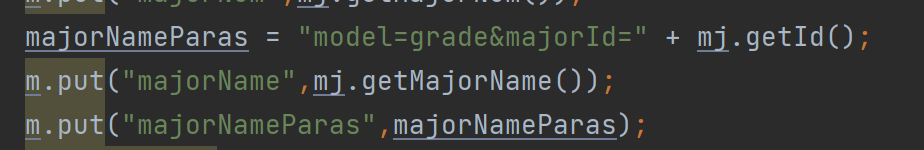 majorNameParas = "model=grade&majorId=" + mj.getId();
m.put("majorName",mj.getMajorName());
m.put("majorNameParas",majorNameParas);